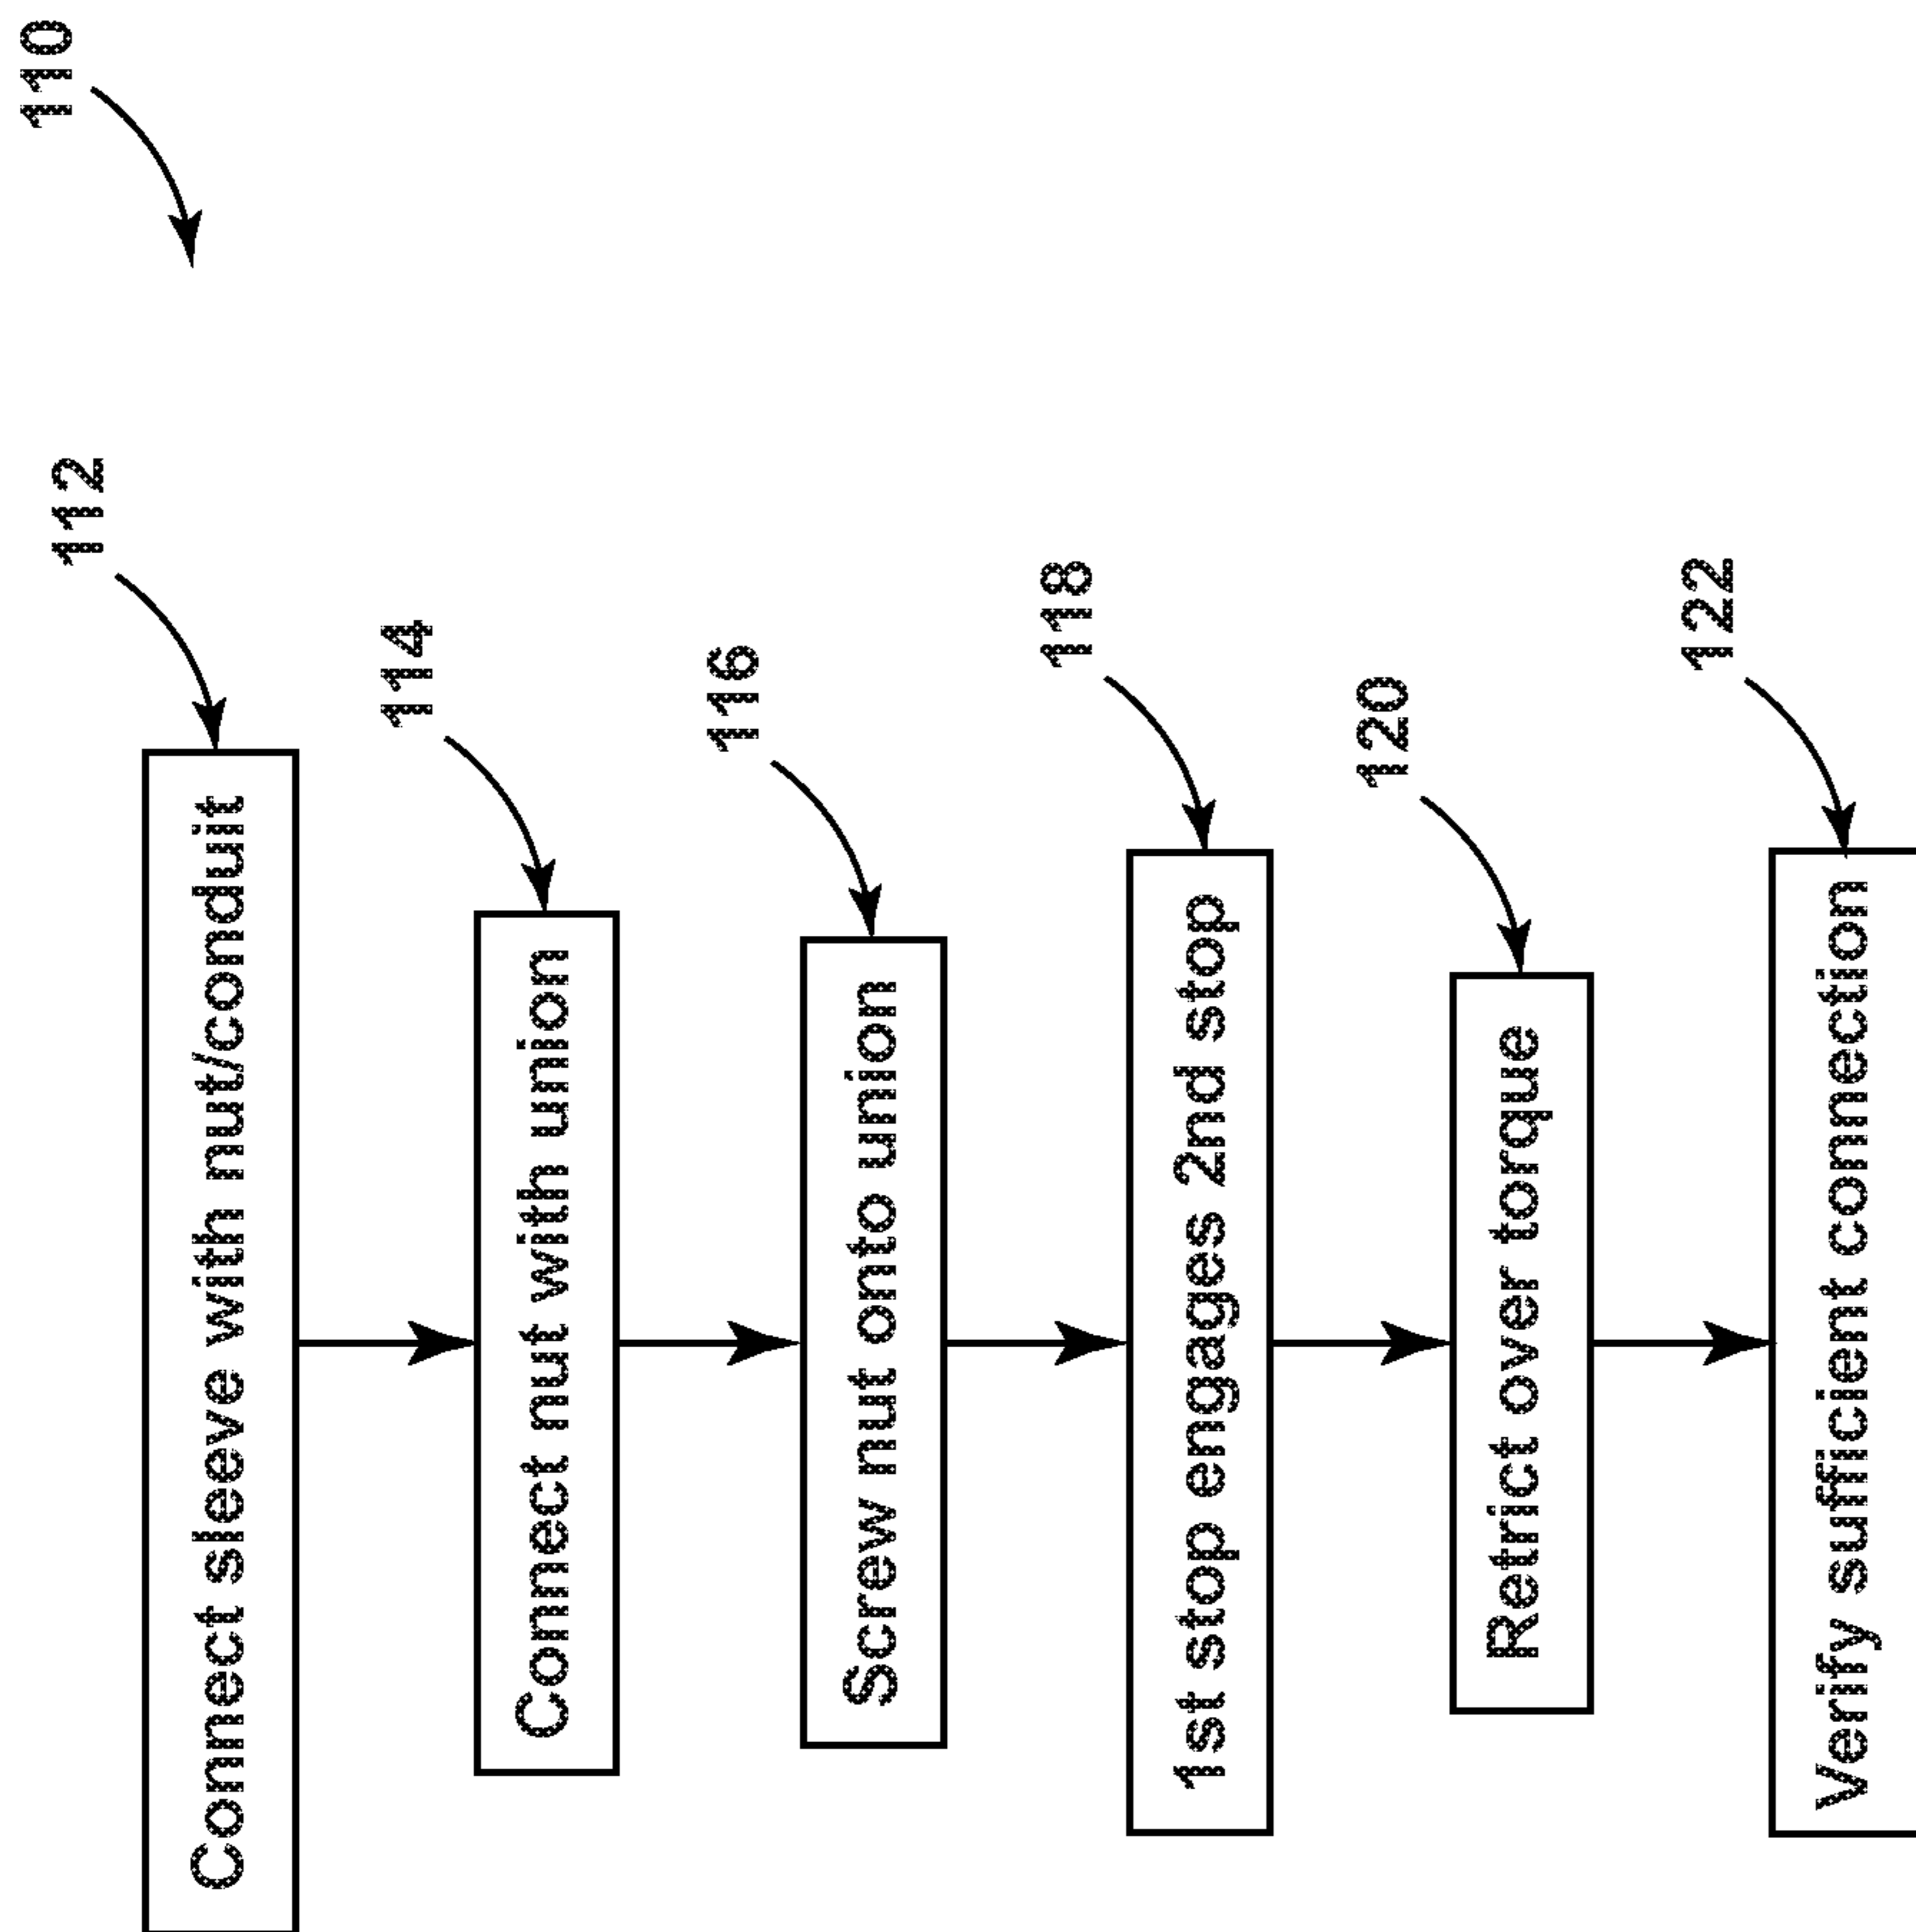 110
112
Connect sleeve with nut/conduit
114
Connect nut with union
116
Screw nut onto union
118
1st stop engages 2nd stop
120
Retrict over torque
122
Verify sufficient connection